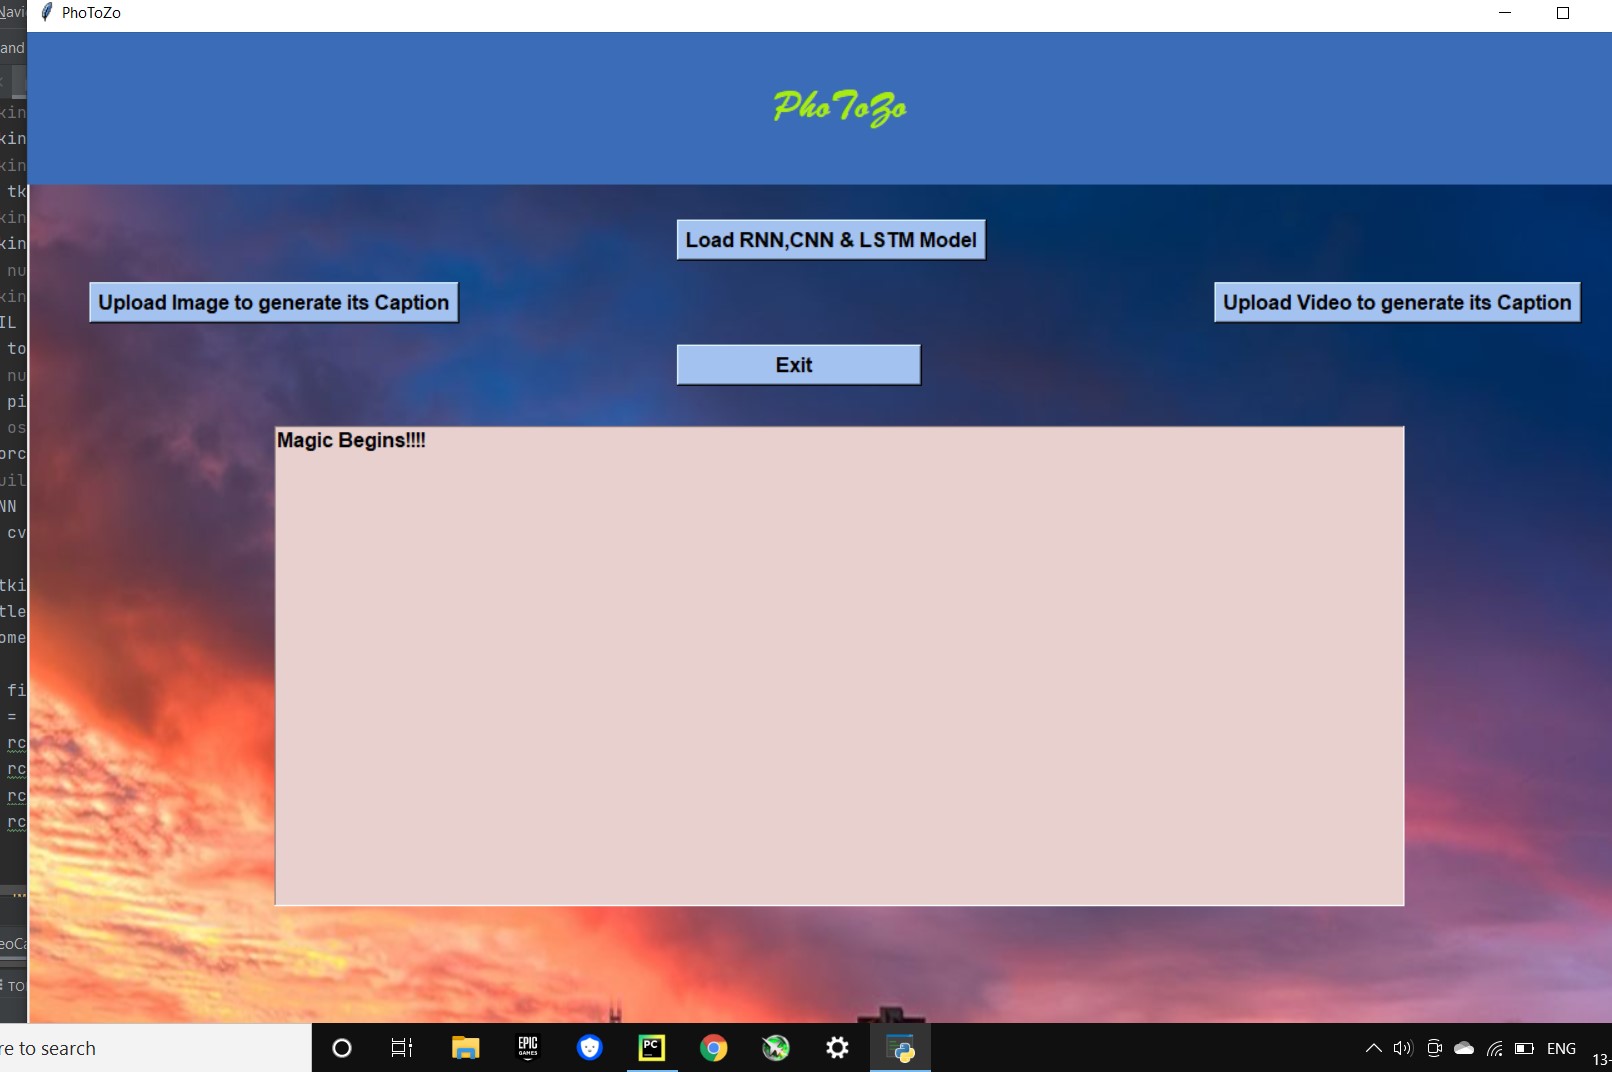 Navi
PhoToZo
and
PhoToZo
kin
kin
kin
tk
kin
kin
nu
kin
IL
to
nu
pi
os
orc
uil
NN
cv
tki
tle
ome
fi
=
rc
rc
rc
rc
eoCa
TO
Load RNN,CNN & LSTM Model
Upload Image to generate its Caption
Upload Video to generate its Caption
Exit
Magic Begins!!!!
re to search
EPIC
GAMES
PC
ENG
13-